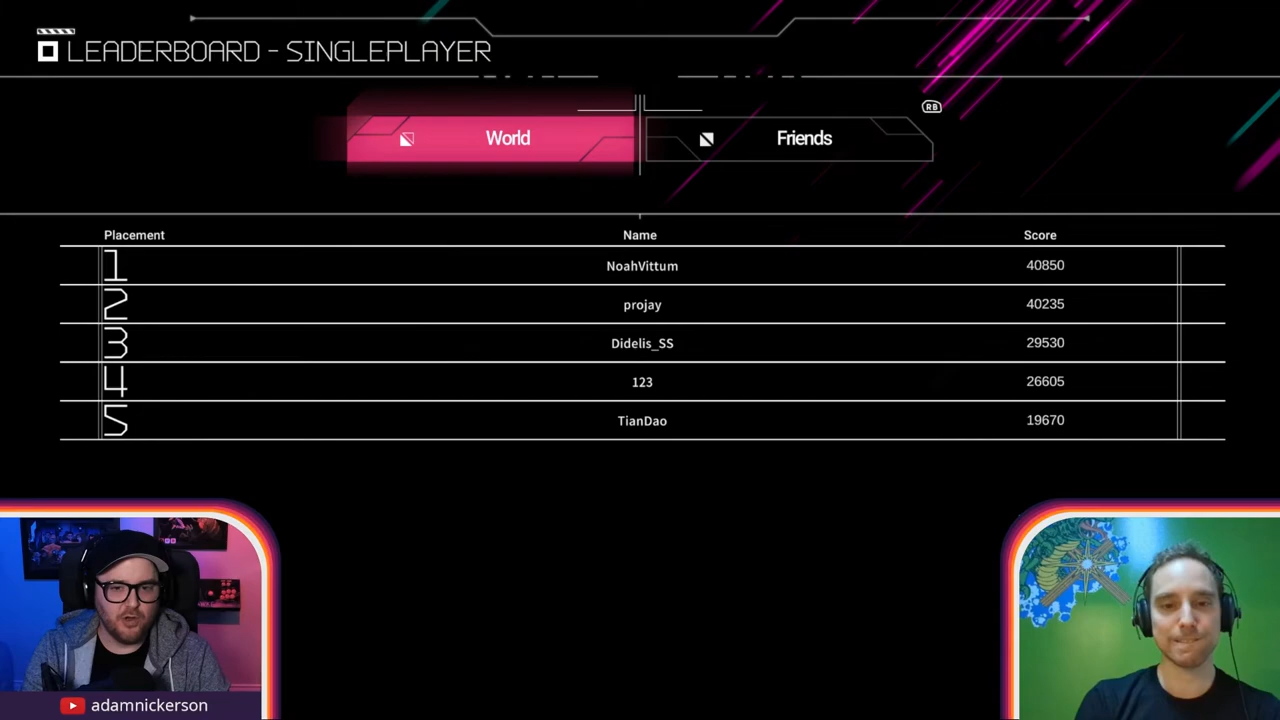 LEADERBOARD - SINGLEPLAYER
RB
World
Friends
Placement Name Score
1 NoahVittum 40850
2 projay 40235
3 Didelis_SS 29530
4 123 26605
5 TianDao 19670
adamnickerson